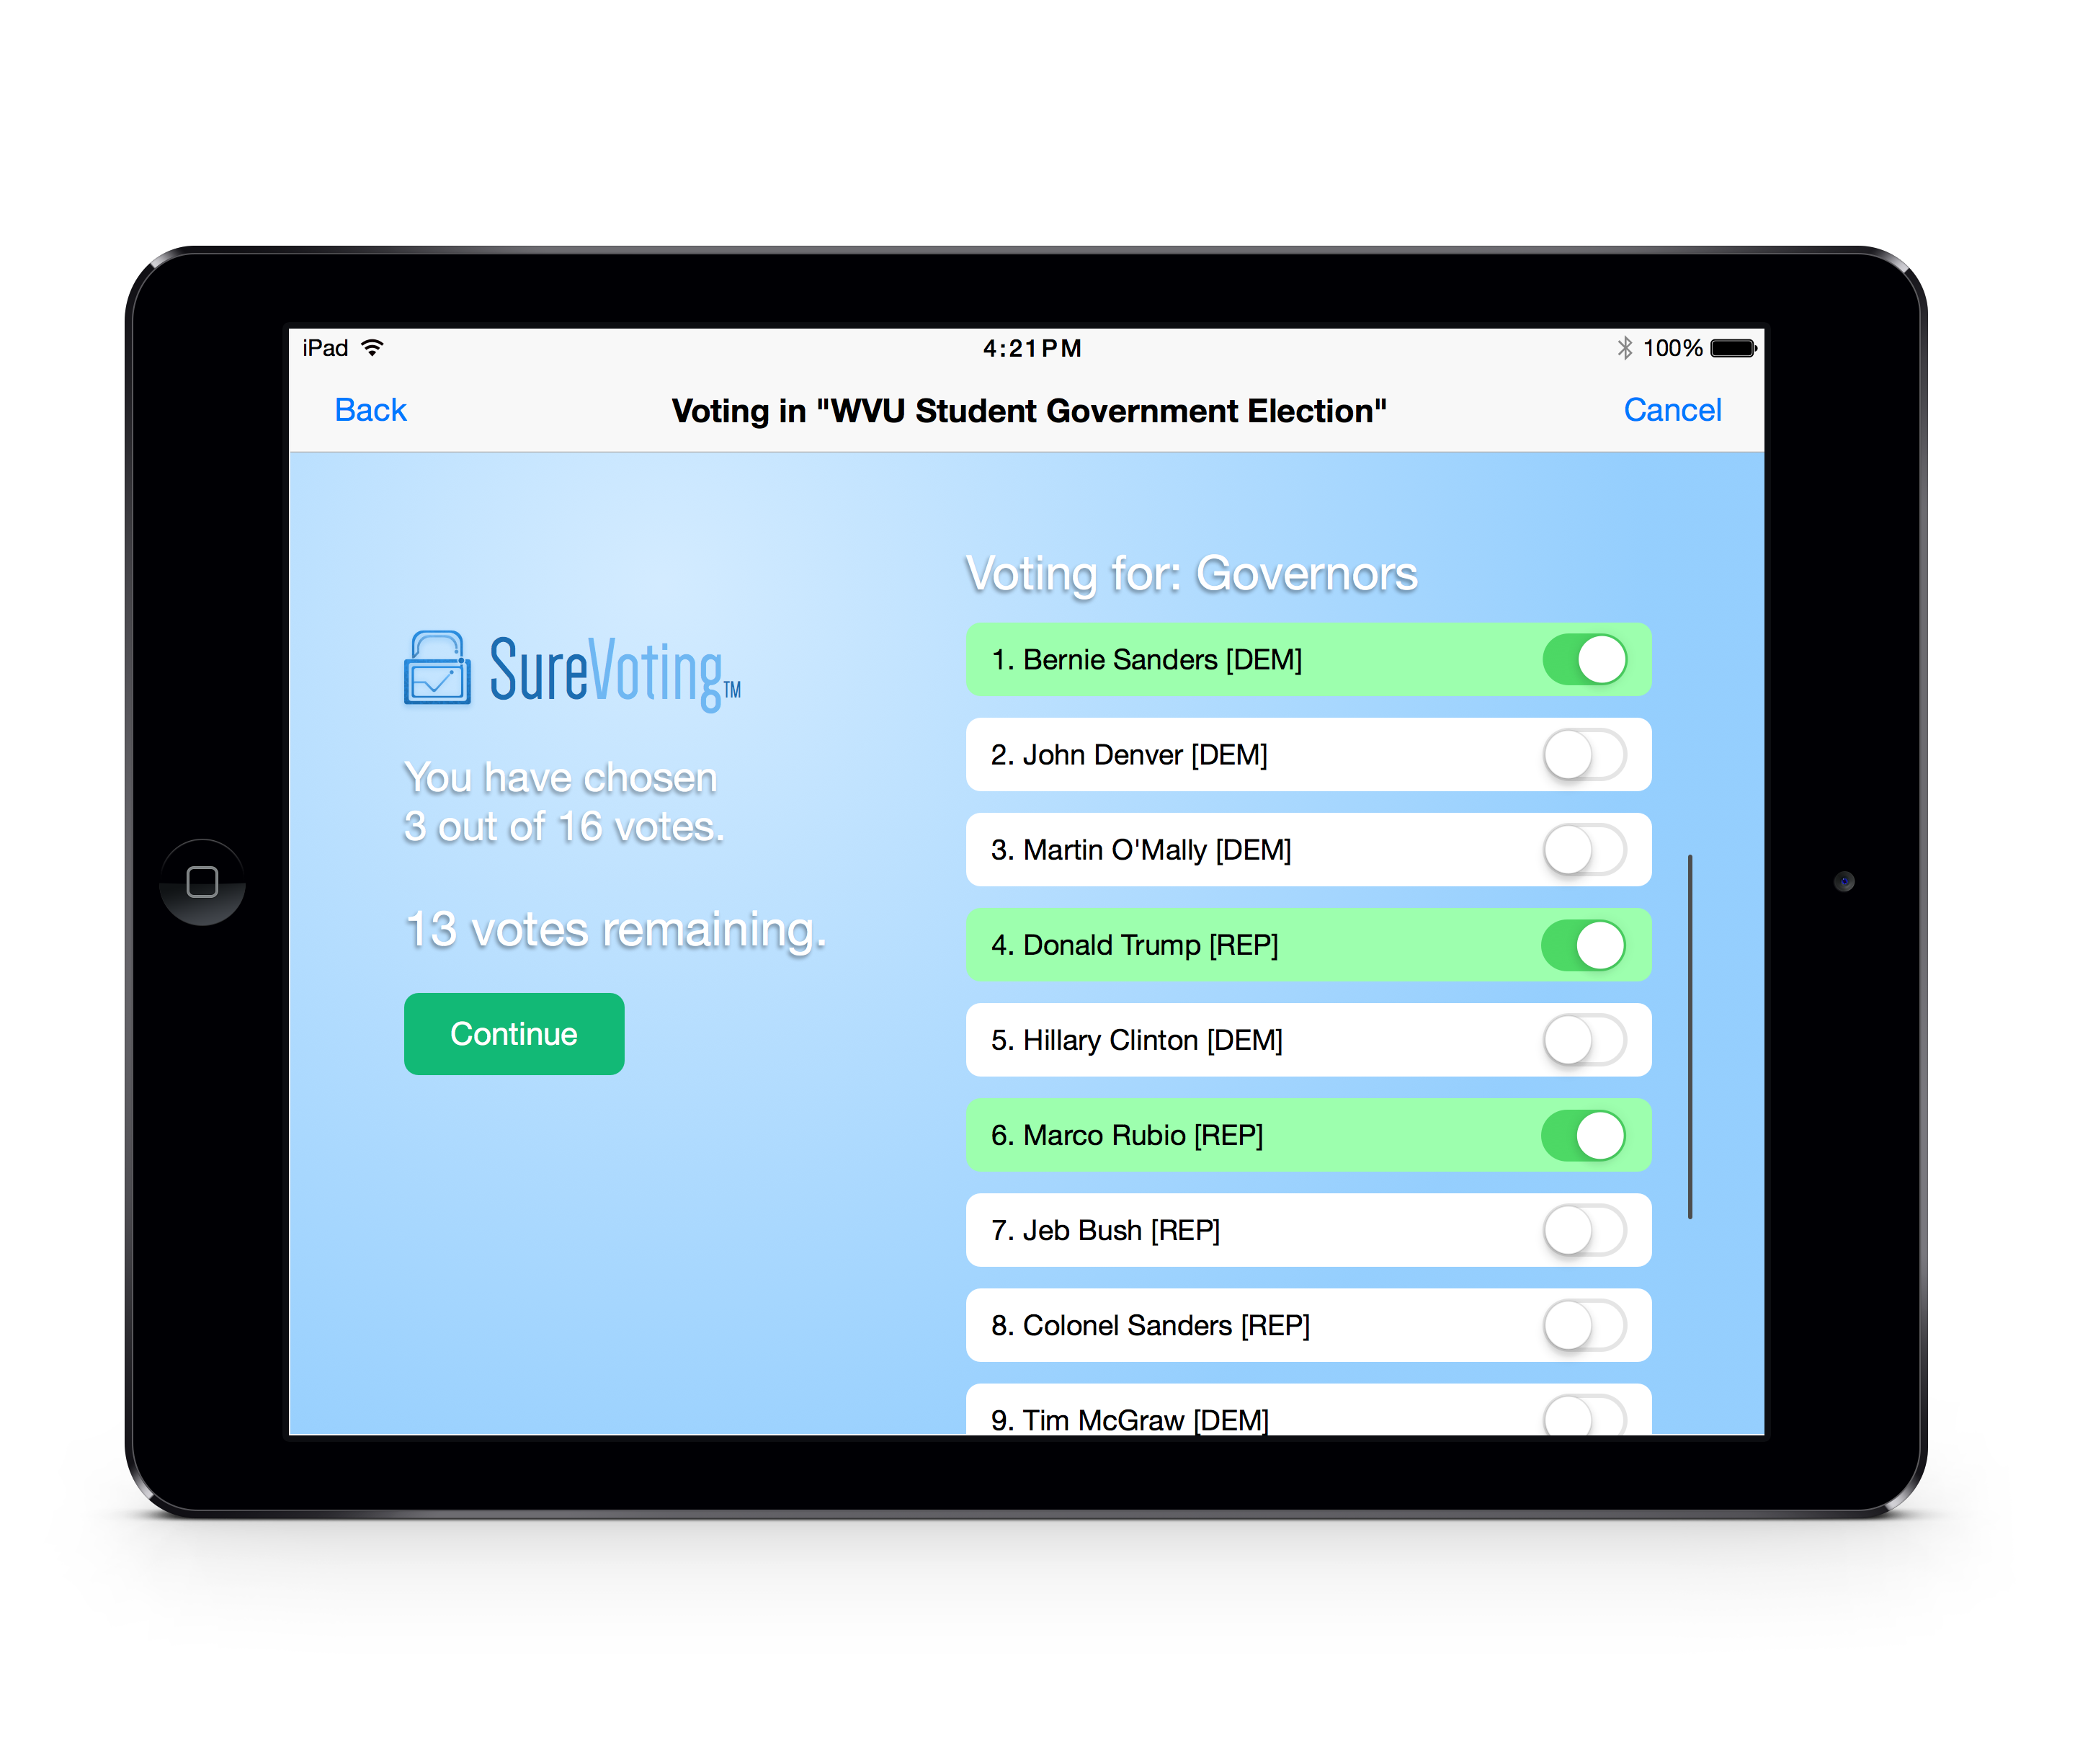 iPad
4:21PM
100%
Back
Voting in "WVU Student Government Election"
Cancel
SureVoting™
You have chosen
3 out of 16 votes.
13 votes remaining.
Continue
Voting for: Governors
1. Bernie Sanders [DEM]
2. John Denver [DEM]
3. Martin O'Mally [DEM]
4. Donald Trump [REP]
5. Hillary Clinton [DEM]
6. Marco Rubio [REP]
7. Jeb Bush [REP]
8. Colonel Sanders [REP]
9. Tim McGraw [DEM]